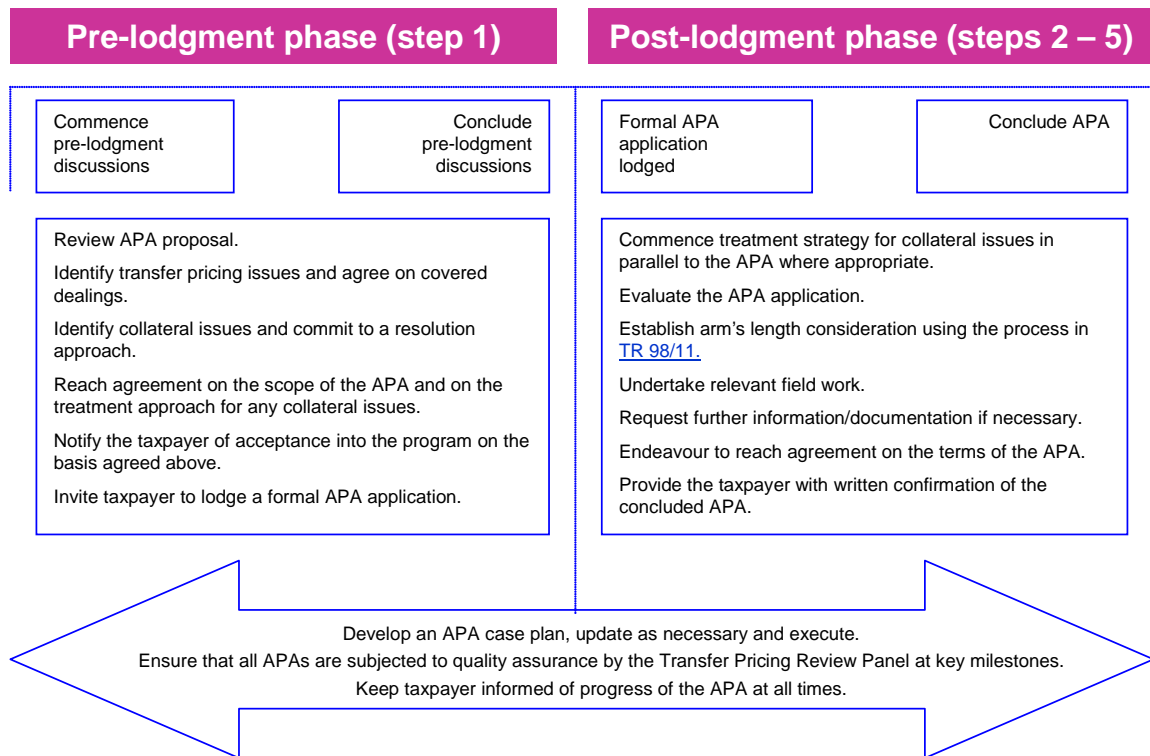 Pre-lodgment phase (step 1)
Post-lodgment phase (steps 2 – 5)
Commence
pre-lodgment
discussions
Conclude
pre-lodgment
discussions
Formal APA
application
lodged
Conclude APA
Review APA proposal.
Identify transfer pricing issues and agree on covered
dealings.
Identify collateral issues and commit to a resolution
approach.
Reach agreement on the scope of the APA and on the
treatment approach for any collateral issues.
Notify the taxpayer of acceptance into the program on the
basis agreed above.
Invite taxpayer to lodge a formal APA application.
Commence treatment strategy for collateral issues in
parallel to the APA where appropriate.
Evaluate the APA application.
Establish arm's length consideration using the process in
TR 98/11.
Undertake relevant field work.
Request further information/documentation if necessary.
Endeavour to reach agreement on the terms of the APA.
Provide the taxpayer with written confirmation of the
concluded APA.
Develop an APA case plan, update as necessary and execute.
Ensure that all APAs are subjected to quality assurance by the Transfer Pricing Review Panel at key milestones.
Keep taxpayer informed of progress of the APA at all times.